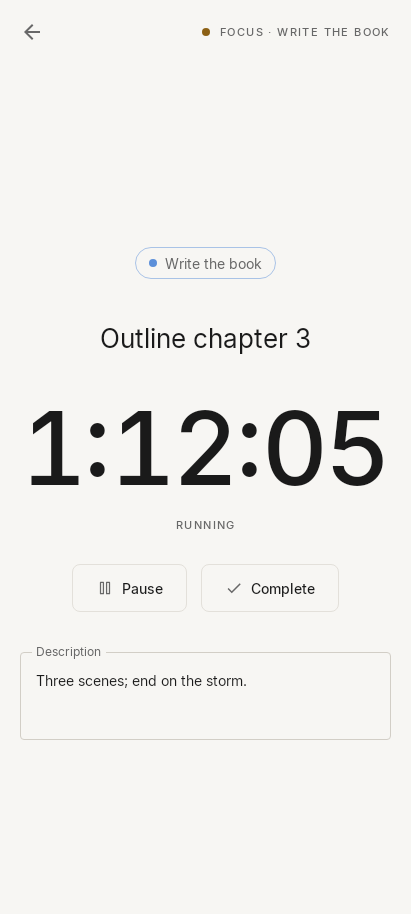 FOCUS · WRITE THE BOOK
Write the book
Outline chapter 3
1:12:05
RUNNING
Pause
Complete
Description
Three scenes; end on the storm.